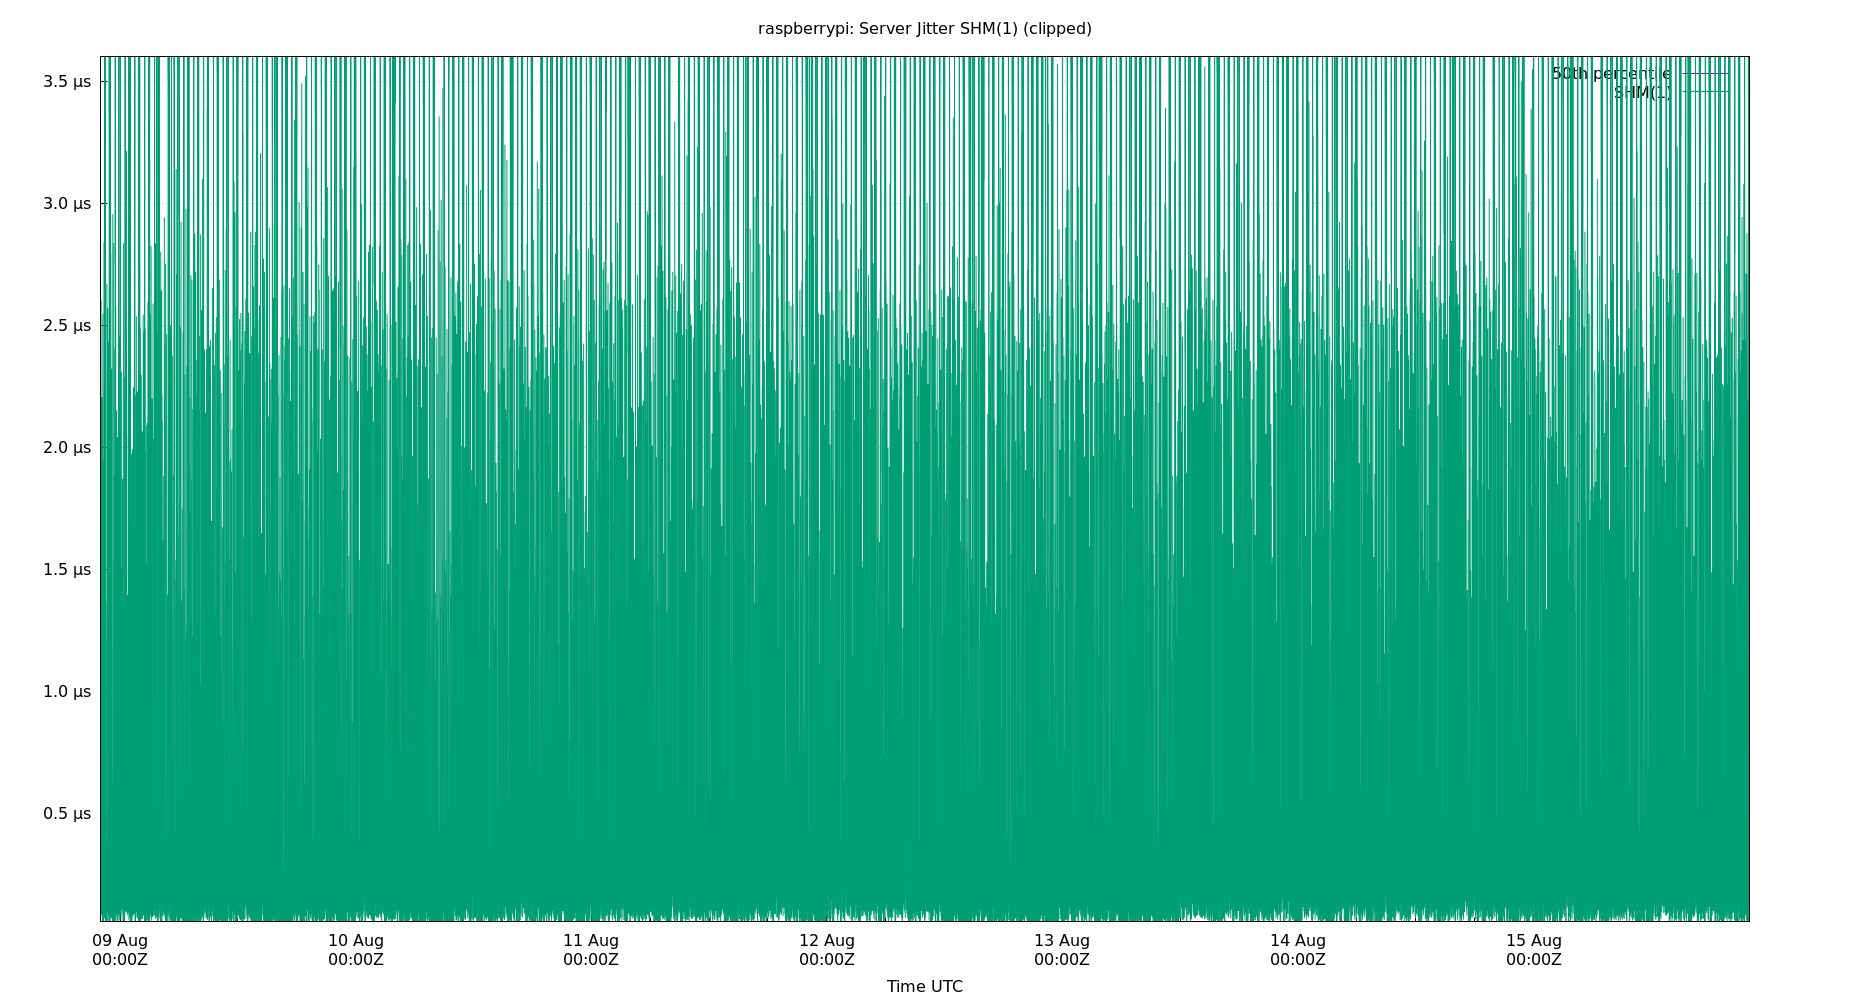 raspberrypi: Server Jitter SHM(1) (clipped)
3.5 μs
3.0 μs
2.5 μs
2.0 μs
1.5 μs
1.0 μs
0.5 μs
50th percentile
SHM(1)
09 Aug 10 Aug 11 Aug 12 Aug 13 Aug 14 Aug 15 Aug
00:00Z 00:00Z 00:00Z 00:00Z 00:00Z 00:00Z 00:00Z
Time UTC